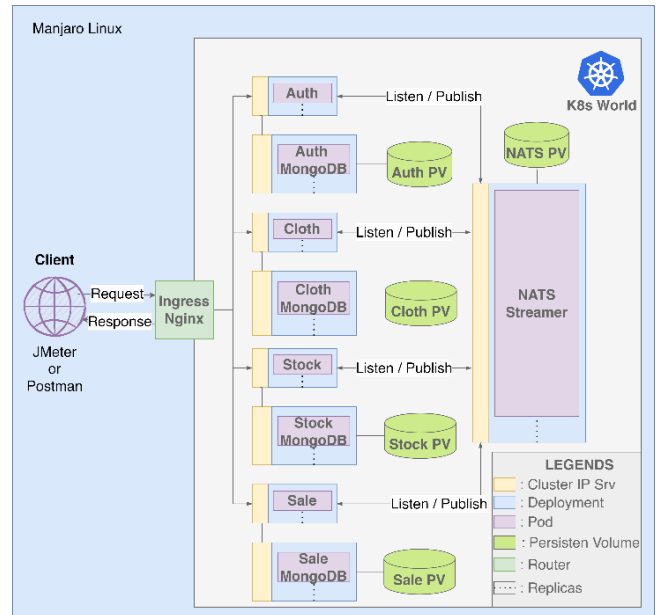 Manjaro Linux
K8s World
Auth
Listen / Publish
NATS PV
Auth
MongoDB
Auth PV
Cloth
Listen / Publish
Client
Request
Response
JMeter
or
Postman
Ingress
Nginx
Cloth
MongoDB
Cloth PV
NATS
Streamer
Stock
Listen / Publish
Stock
MongoDB
Stock PV
Sale
Listen / Publish
Sale
MongoDB
Sale PV
LEGENDS
: Cluster IP Srv
: Deployment
: Pod
: Persisten Volume
: Router
: Replicas